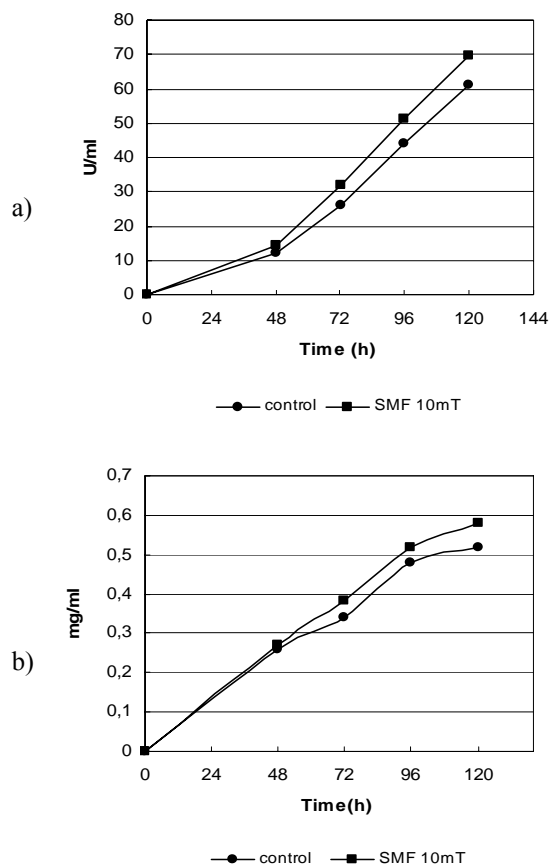 80
70
60
50
40
30
20
10
0
U/ml
a)
0 24 48 72 96 120 144
Time (h)
control SMF 10mT
0,7
0,6
0,5
0,4
0,3
0,2
0,1
0
mg/ml
b)
0 24 48 72 96 120
Time(h)
control SMF 10mT